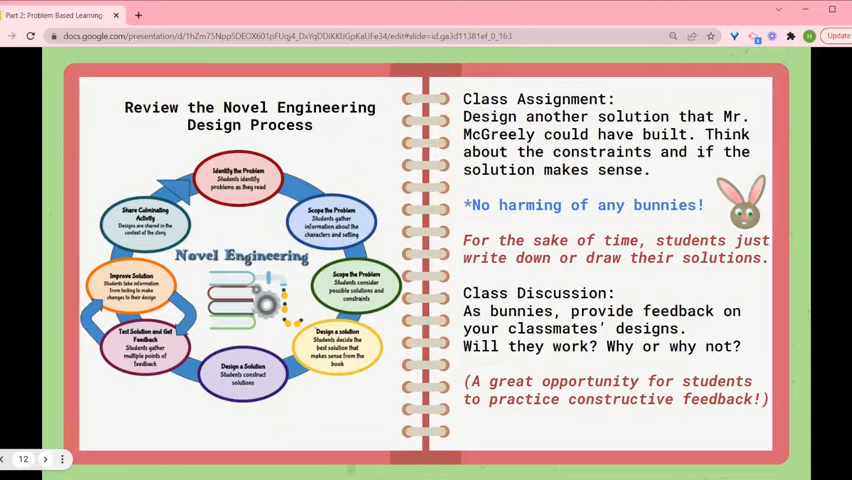 Part 2: Problem Based Learning
docs.google.com/presentation/d/1hZm75Npp5DEOX601pFUqj4_DxYqDDiKKlJGpKaUFe34/edit#slide=id.ga3d11381ef_0_163
H
Update
Review the Novel Engineering
Design Process
Identify the Problem
Students identify
problems as they read
Scope the Problem
Students gather
information about the
characters and setting
Scope the Problem
Students consider
possible solutions and
constraints
Design a solution
Students decide the
best solution that
makes sense from the
book
Design a Solution
Students construct
solutions
Test Solution and Get
Feedback
Students gather
multiple points of
feedback
Improve Solution
Students take information
from testing to make
changes to their design
Share Culminating
Activity
Designs are shared in the
context of the story
Novel Engineering
Class Assignment:
Design another solution that Mr.
McGreely could have built. Think
about the constraints and if the
solution makes sense.
*No harming of any bunnies!
For the sake of time, students just
write down or draw their solutions.
Class Discussion:
As bunnies, provide feedback on
your classmates' designs.
Will they work? Why or why not?
(A great opportunity for students
to practice constructive feedback!)
12